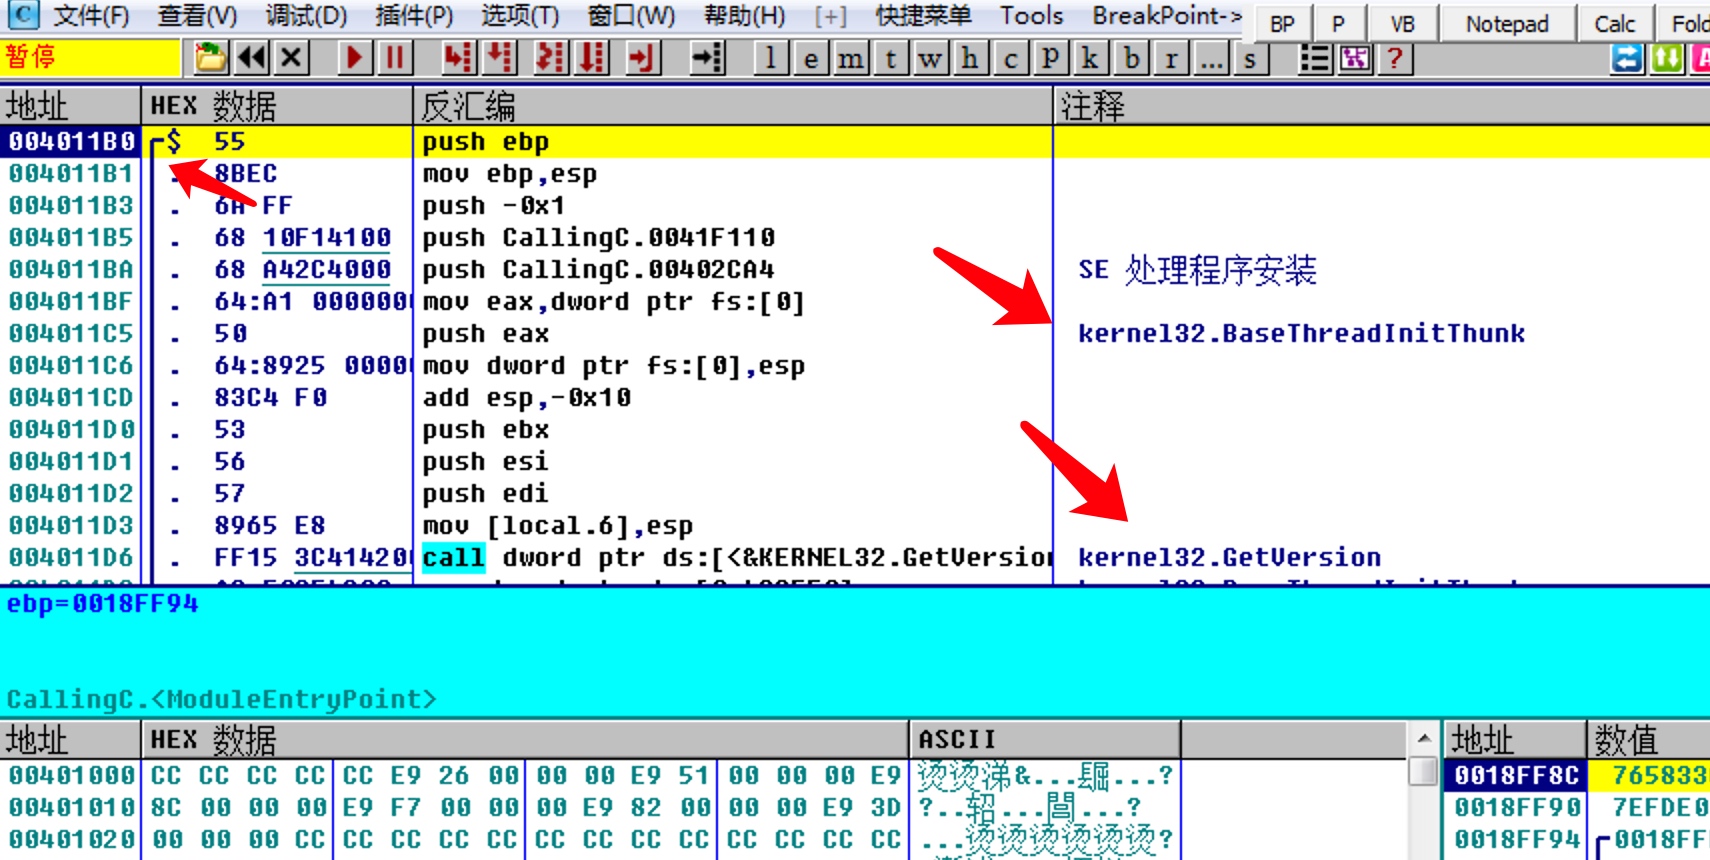 C 文件(F) 查看(V) 调试(D) 插件(P) 选项(T) 窗口(W) 帮助(H) [+] 快捷菜单 Tools BreakPoint-> BP P VB Notepad Calc Fold
暂停 l e m t w h c p k b r ... s ?
地址 HEX 数据 反汇编 注释
004011B0 $ 55 push ebp
004011B1 . 8BEC mov ebp,esp
004011B3 . 6A FF push -0x1
004011B5 . 68 10F14100 push CallingC.0041F110
004011BA . 68 A42C4000 push CallingC.00402CA4 SE 处理程序安装
004011BF . 64:A1 000000 mov eax,dword ptr fs:[0]
004011C5 . 50 push eax kernel32.BaseThreadInitThunk
004011C6 . 64:8925 0000 mov dword ptr fs:[0],esp
004011CD . 83C4 F0 add esp,-0x10
004011D0 . 53 push ebx
004011D1 . 56 push esi
004011D2 . 57 push edi
004011D3 . 8965 E8 mov [local.6],esp
004011D6 . FF15 3C41420 call dword ptr ds:[<&KERNEL32.GetVersion kernel32.GetVersion
ebp=0018FF94
CallingC.<ModuleEntryPoint>
地址 HEX 数据 ASCII 地址 数值
00401000 CC CC CC CC CC E9 26 00 00 00 E9 51 00 00 00 E9 烫烫涕&...閝...? 0018FF8C 765833
00401010 8C 00 00 00 E9 F7 00 00 00 E9 82 00 00 00 E9 3D ?..轺...閭...? 0018FF90 7EFDE0
00401020 00 00 00 CC CC CC CC CC CC CC CC CC CC CC CC CC ...烫烫烫烫烫烫? 0018FF94 0018FF